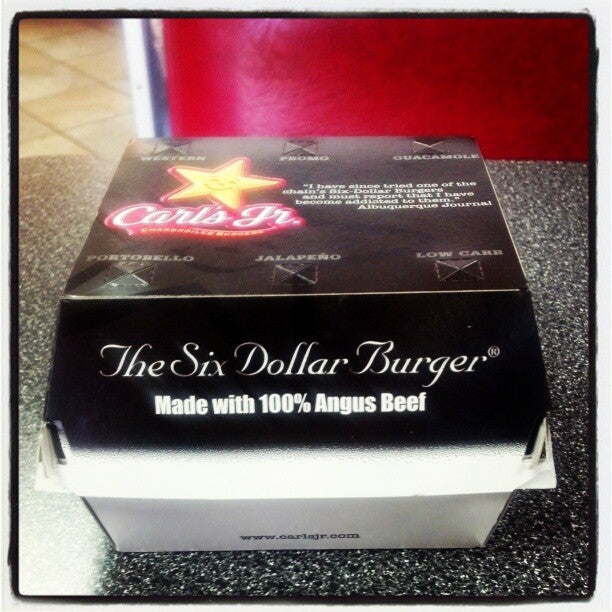 WESTERN PROMO GUACAMOLE
"I have since tried one of the
chain's Six-Dollar Burgers
and must report that I have
become addicted to them."
Albuquerque Journal
Carl's Jr.
CHARBROILED BURGERS
PORTOBELLO JALAPEÑO LOW CARB
The Six Dollar Burger®
Made with 100% Angus Beef
www.carlsjr.com